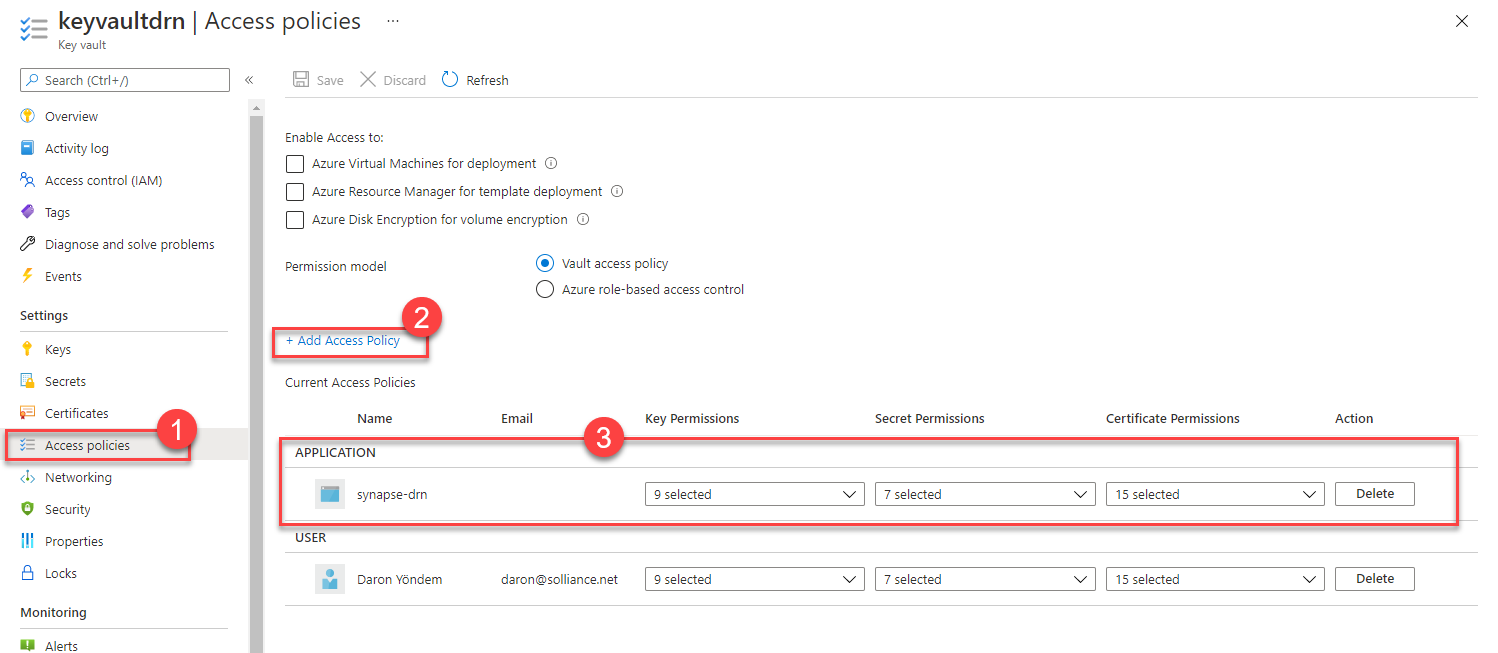 keyvaultdrn | Access policies ...
Key vault
Search (Ctrl+/)
«
Save Discard Refresh
Overview
Activity log
Access control (IAM)
Tags
Diagnose and solve problems
Events
Settings
Keys
Secrets
Certificates
Access policies
1
Networking
Security
Properties
Locks
Monitoring
Alerts
Enable Access to:
Azure Virtual Machines for deployment
Azure Resource Manager for template deployment
Azure Disk Encryption for volume encryption
Permission model
Vault access policy
Azure role-based access control
2
+ Add Access Policy
Current Access Policies
Name Email Key Permissions Secret Permissions Certificate Permissions Action
3
APPLICATION
synapse-drn 9 selected 7 selected 15 selected Delete
USER
Daron Yöndem daron@solliance.net 9 selected 7 selected 15 selected Delete